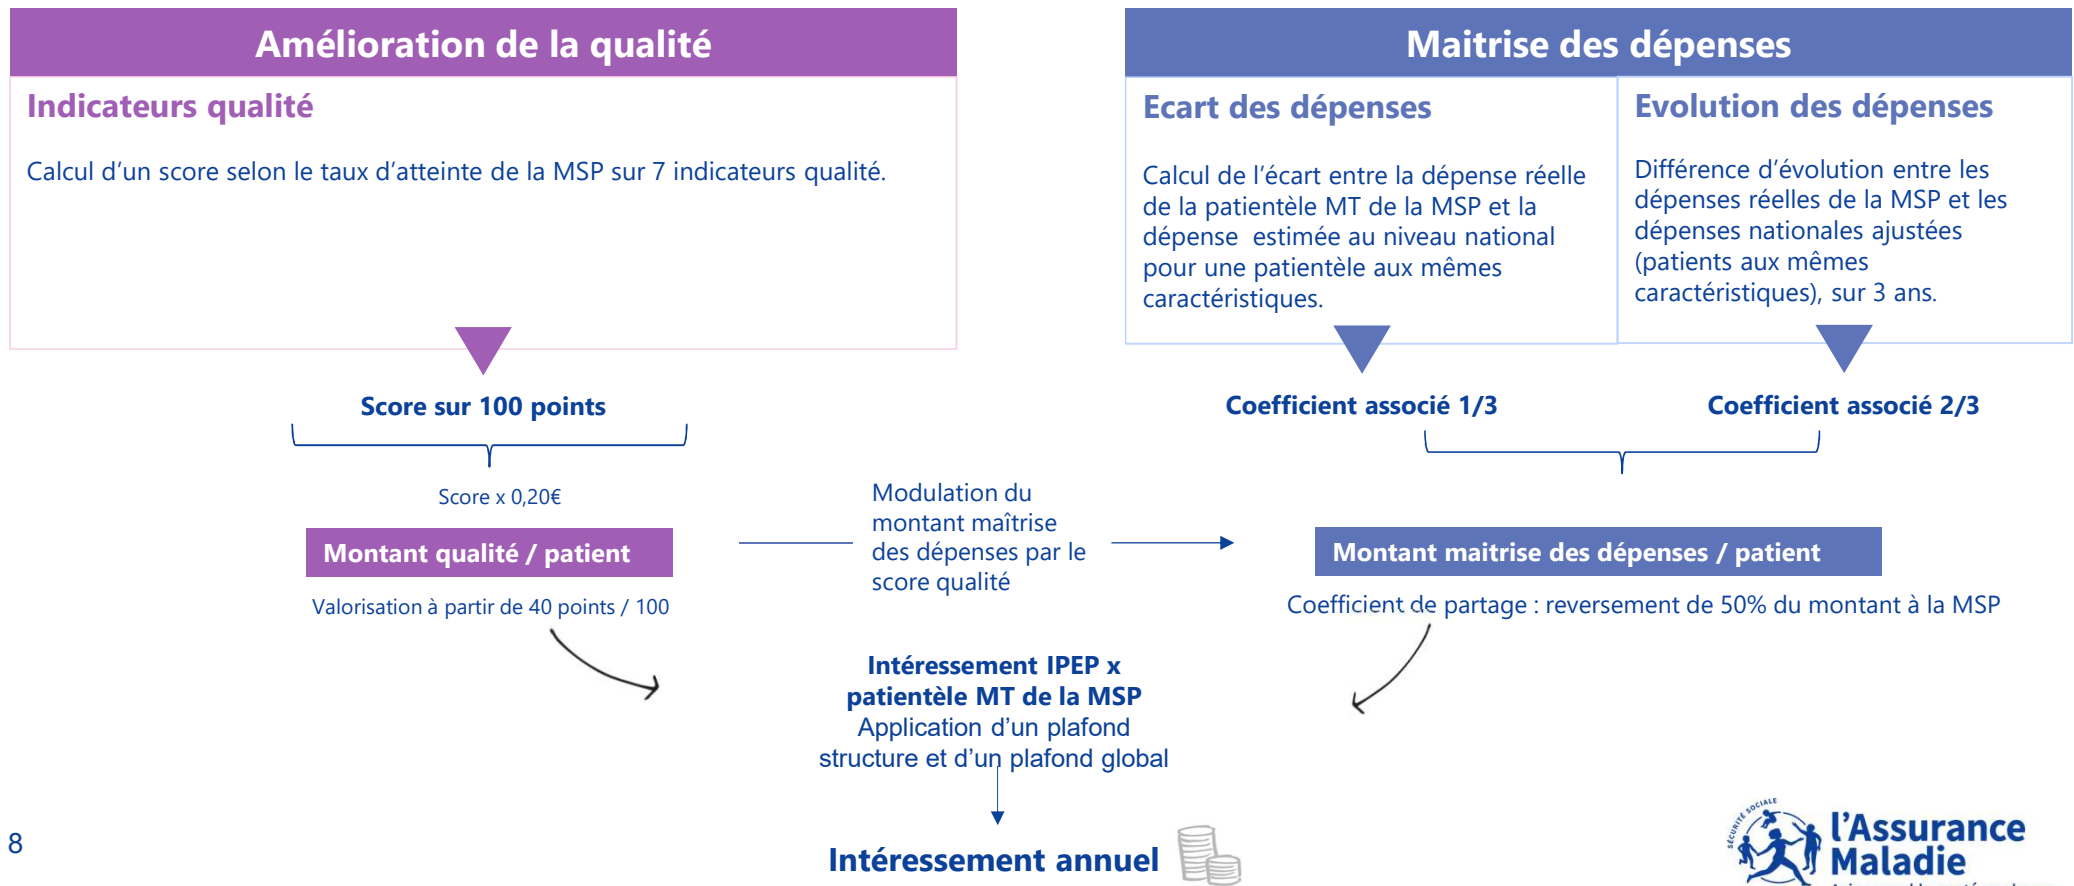 Amélioration de la qualité
Indicateurs qualité
Calcul d'un score selon le taux d'atteinte de la MSP sur 7 indicateurs qualité.
Score sur 100 points
Score x 0,20€
Montant qualité / patient
Valorisation à partir de 40 points / 100
Modulation du
montant maîtrise
des dépenses par le
score qualité
Maitrise des dépenses
Ecart des dépenses
Calcul de l'écart entre la dépense réelle
de la patientèle MT de la MSP et la
dépense estimée au niveau national
pour une patientèle aux mêmes
caractéristiques.
Coefficient associé 1/3
Evolution des dépenses
Différence d'évolution entre les
dépenses réelles de la MSP et les
dépenses nationales ajustées
(patients aux mêmes
caractéristiques), sur 3 ans.
Coefficient associé 2/3
Montant maitrise des dépenses / patient
Coefficient de partage : reversement de 50% du montant à la MSP
Intéressement IPEP x
patientèle MT de la MSP
Application d'un plafond
structure et d'un plafond global
Intéressement annuel
8
SÉCURITÉ SOCIALE
l'Assurance
Maladie